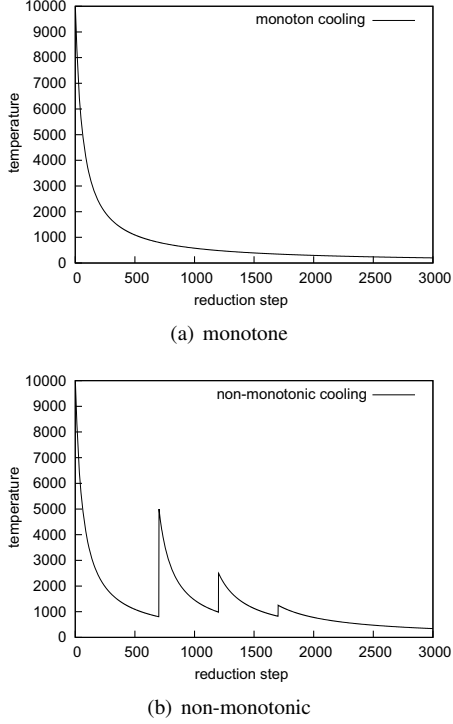 10000
monoton cooling
9000
8000
7000
6000
temperature
5000
4000
3000
2000
1000
0
0 500 1000 1500 2000 2500 3000
reduction step
(a) monotone
10000
non-monotonic cooling
9000
8000
7000
6000
temperature
5000
4000
3000
2000
1000
0
0 500 1000 1500 2000 2500 3000
reduction step
(b) non-monotonic